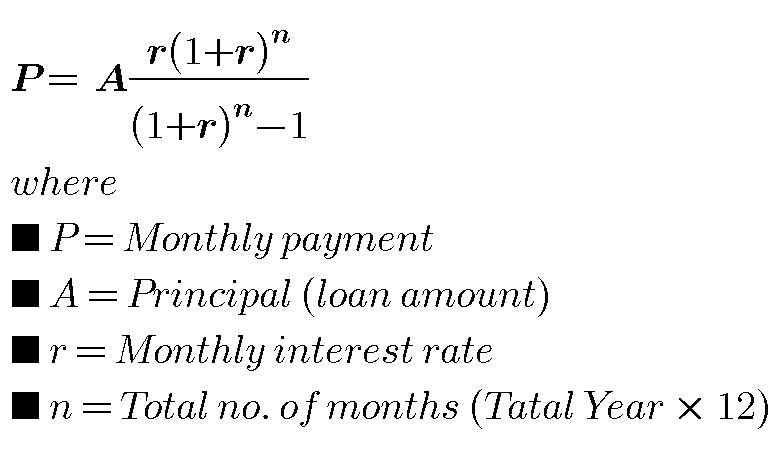 P = A r(1+r)^n / (1+r)^n − 1
where
■ P = Monthly payment
■ A = Principal (loan amount)
■ r = Monthly interest rate
■ n = Total no. of months (Tatal Year × 12)